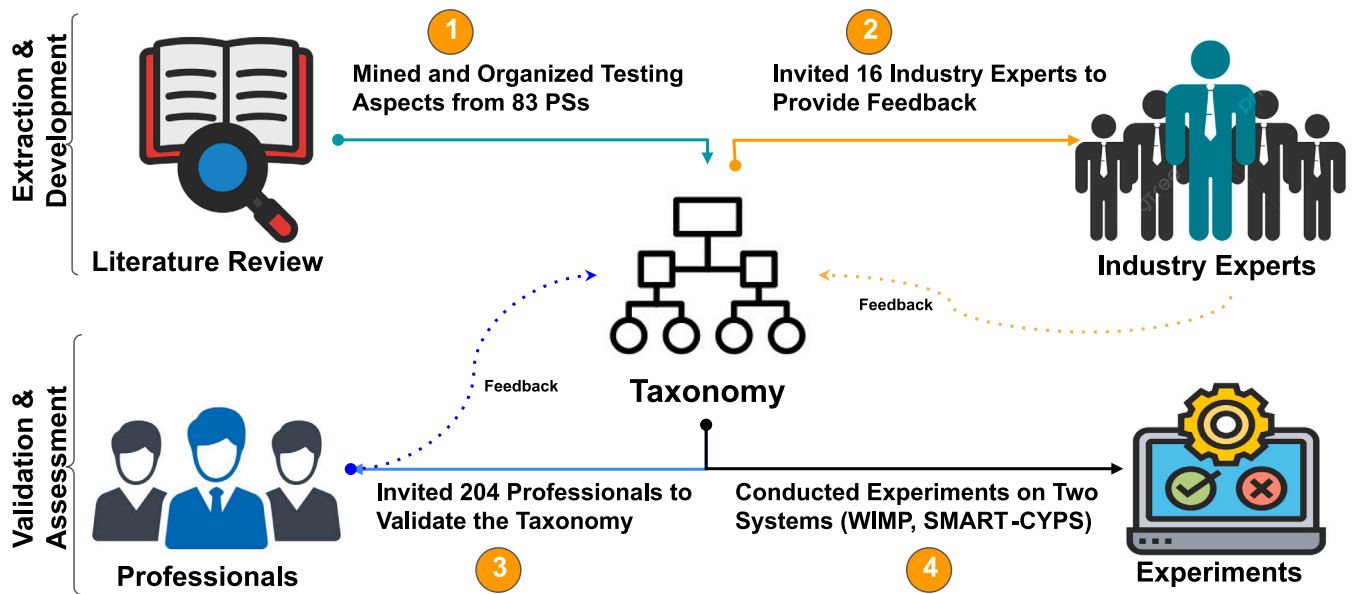 Extraction &
Development
1
Mined and Organized Testing
Aspects from 83 PSs
2
Invited 16 Industry Experts to
Provide Feedback
Literature Review
Industry Experts
Feedback
Feedback
Taxonomy
Validation &
Assessment
Invited 204 Professionals to
Validate the Taxonomy
3
Conducted Experiments on Two
Systems (WIMP, SMART-CYPS)
4
Professionals
Experiments